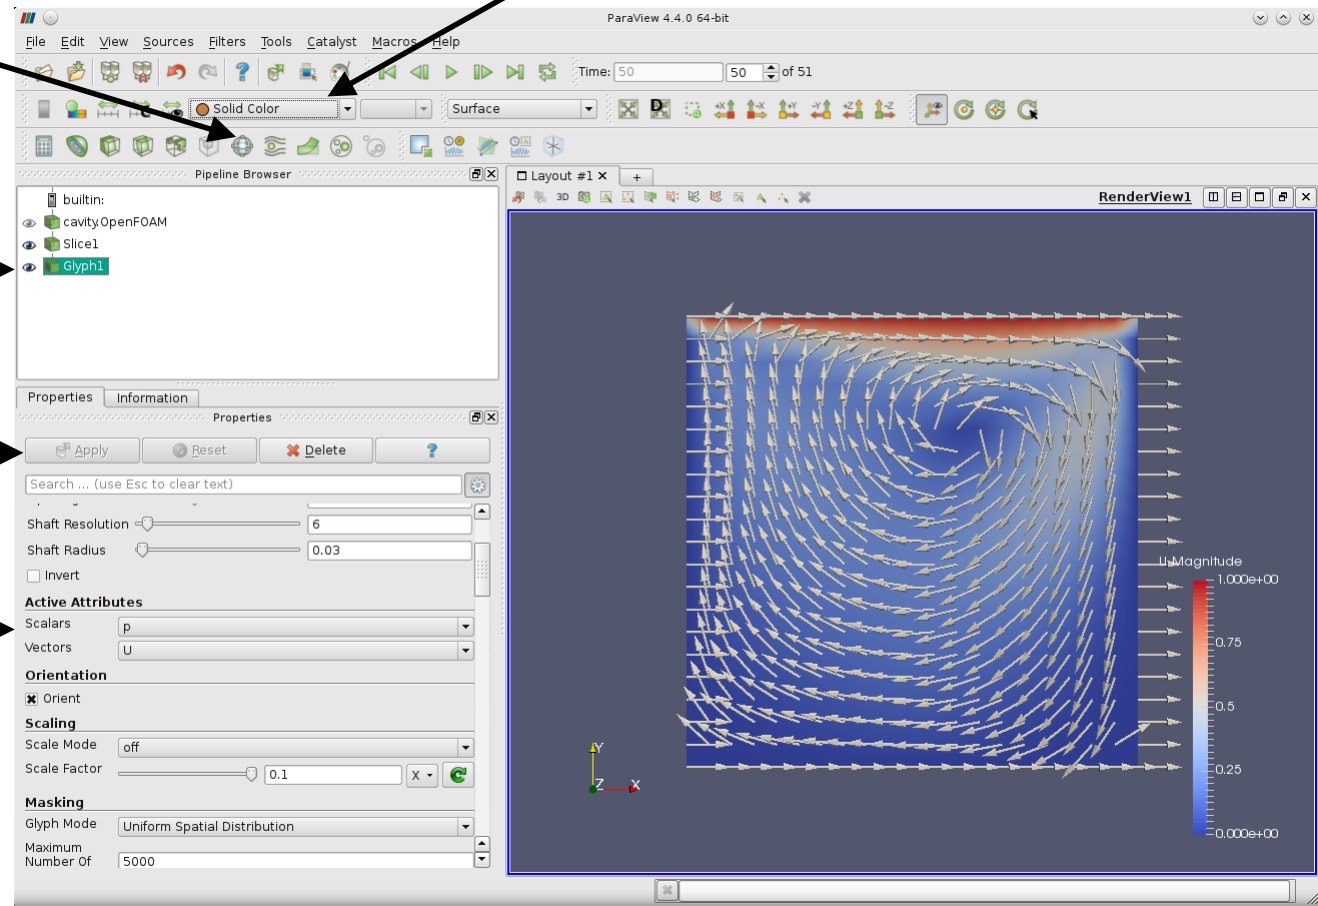 ParaView 4.4.0 64-bit
File Edit View Sources Filters Tools Catalyst Macros Help
? Time: 50 50 of 51
Solid Color Surface
Pipeline Browser
Layout #1 +
builtin:
3D RenderView1
cavity.OpenFOAM
Slice1
Glyph1
Properties Information
Properties
Apply Reset Delete ?
Search ... (use Esc to clear text)
Shaft Resolution 6
Shaft Radius 0.03
Invert
Active Attributes
Scalars p
Vectors U
Orientation
Orient
Scaling
Scale Mode off
Scale Factor 0.1 X
Masking
Glyph Mode Uniform Spatial Distribution
Maximum
Number Of 5000
U Magnitude
1.000e+00
0.75
0.5
0.25
0.000e+00
Y
Z X